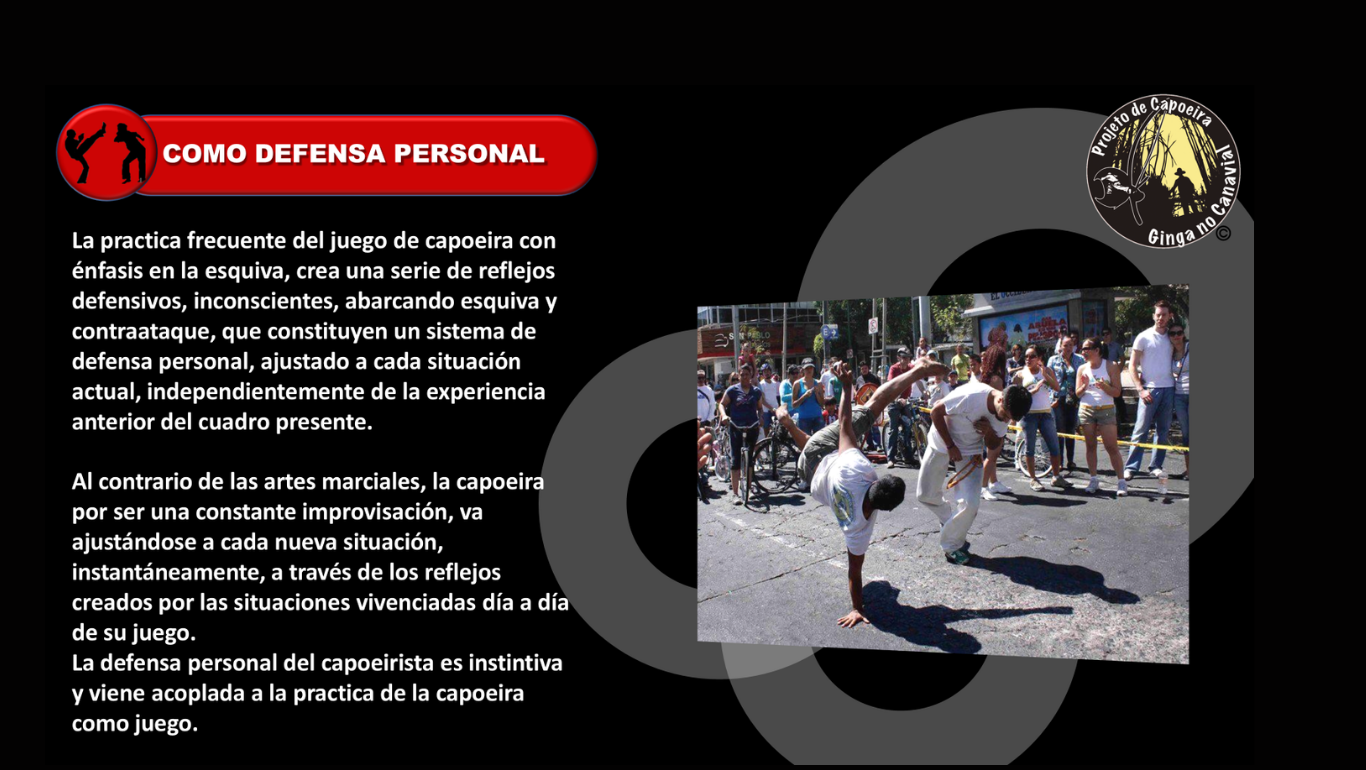 COMO DEFENSA PERSONAL
Projeto de Capoeira
Ginga no Canavial
©
La practica frecuente del juego de capoeira con
énfasis en la esquiva, crea una serie de reflejos
defensivos, inconscientes, abarcando esquiva y
contraataque, que constituyen un sistema de
defensa personal, ajustado a cada situación
actual, independientemente de la experiencia
anterior del cuadro presente.
Al contrario de las artes marciales, la capoeira
por ser una constante improvisación, va
ajustándose a cada nueva situación,
instantáneamente, a través de los reflejos
creados por las situaciones vivenciadas día a día
de su juego.
La defensa personal del capoeirista es instintiva
y viene acoplada a la practica de la capoeira
como juego.